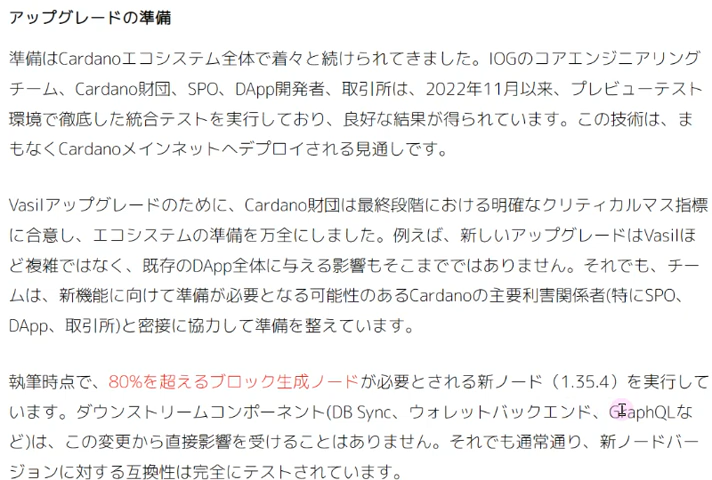 アップグレードの準備
準備はCardanoエコシステム全体で着々と続けられてきました。IOGのコアエンジニアリング
チーム、Cardano財団、SPO、DApp開発者、取引所は、2022年11月以来、プレビューテスト
環境で徹底した統合テストを実行しており、良好な結果が得られています。この技術は、ま
もなくCardanoメインネットへデプロイされる見通しです。
Vasilアップグレードのために、Cardano財団は最終段階における明確なクリティカルマス指標
に合意し、エコシステムの準備を万全にしました。例えば、新しいアップグレードはVasilほ
ど複雑ではなく、既存のDApp全体に与える影響もそこまでではありません。それでも、チー
ムは、新機能に向けて準備が必要となる可能性のあるCardanoの主要利害関係者(特にSPO、
DApp、取引所)と密接に協力して準備を整えています。
執筆時点で、80%を超えるブロック生成ノードが必要とされる新ノード（1.35.4）を実行して
います。ダウンストリームコンポーネント(DB Sync、ウォレットバックエンド、GraphQLな
ど)は、この変更から直接影響を受けることはありません。それでも通常通り、新ノードバー
ジョンに対する互換性は完全にテストされています。